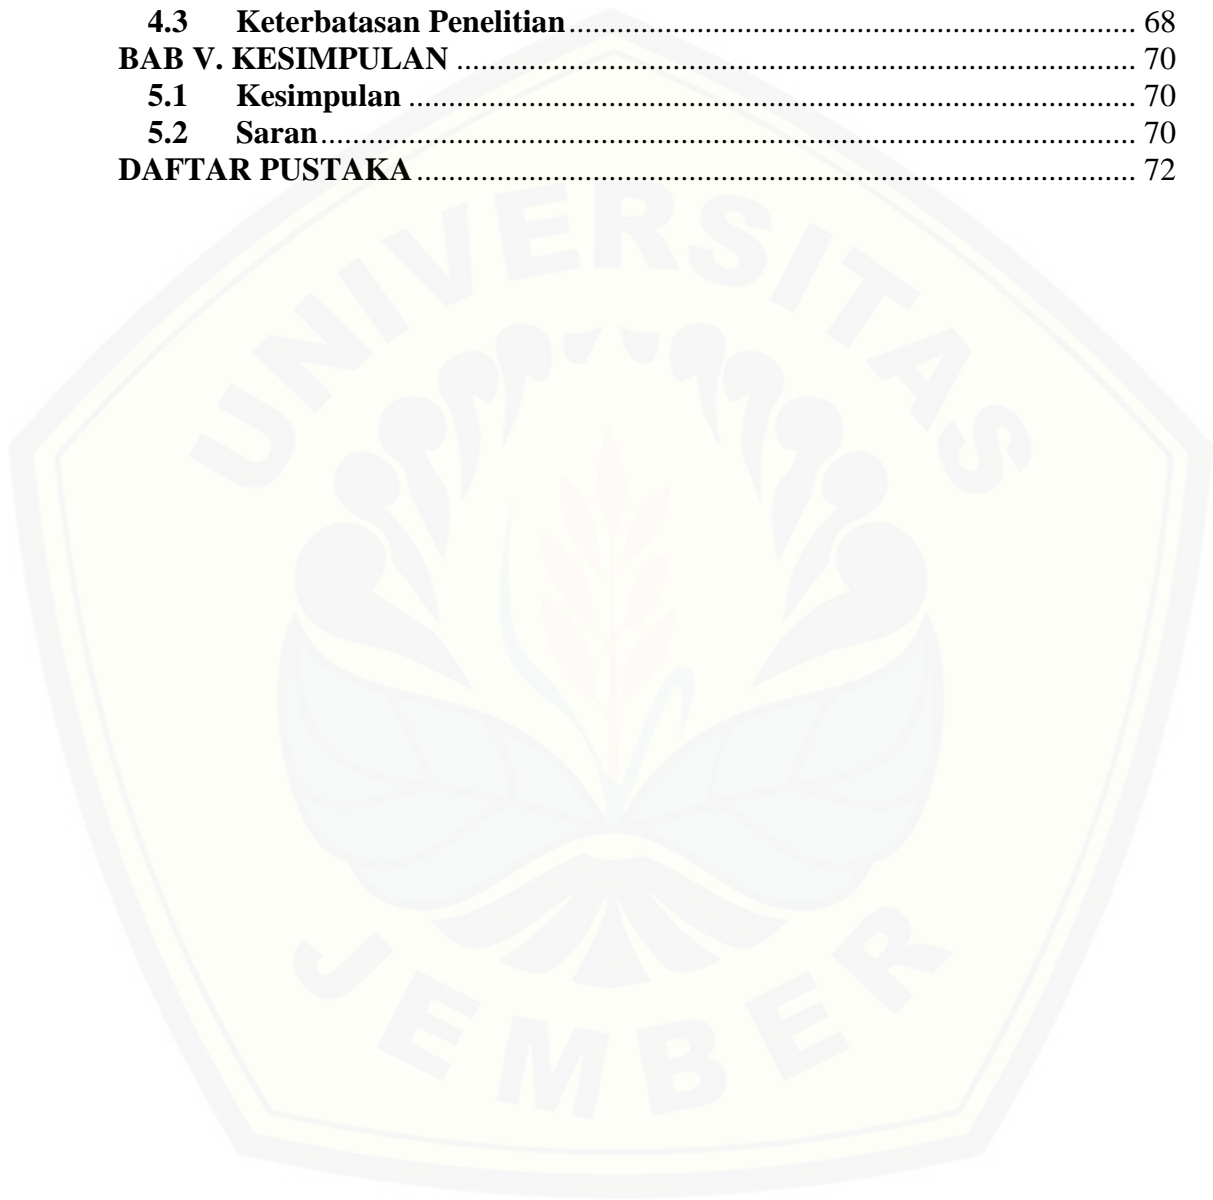 4.3 Keterbatasan Penelitian........................................................................... 68
BAB V. KESIMPULAN .......................................................................................... 70
5.1 Kesimpulan ................................................................................................ 70
5.2 Saran............................................................................................................ 70
DAFTAR PUSTAKA............................................................................................... 72
UNIVERSITAS
JEMBER